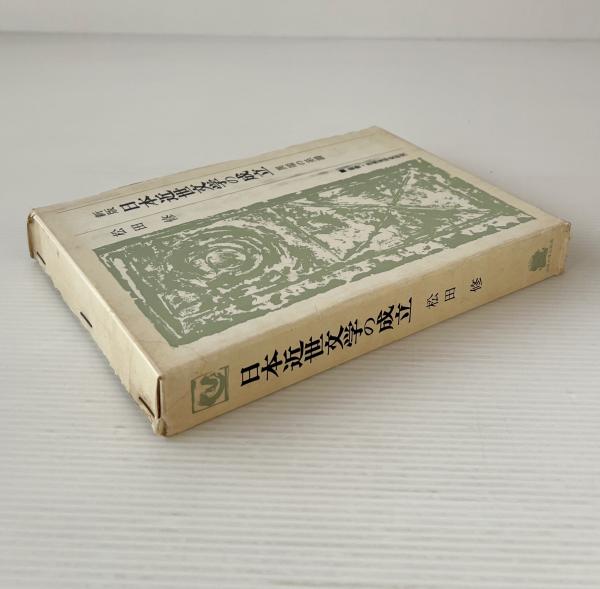 新版 日本近世文学の成立 異端の系譜
松田 修
日本近世文学の成立 松田 修